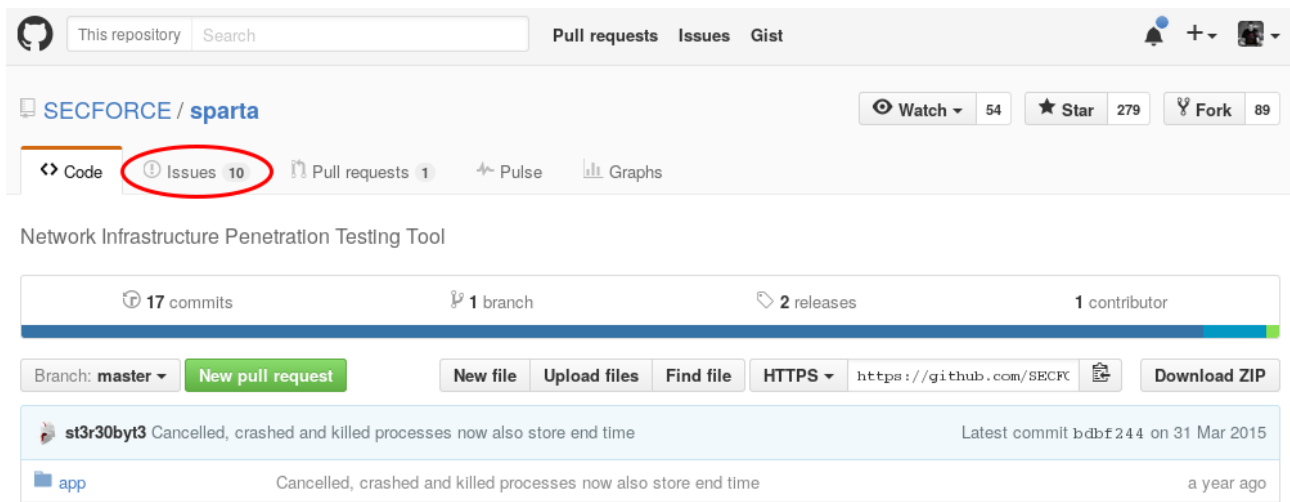 This repository Search Pull requests Issues Gist
SECFORCE / sparta Watch 54 Star 279 Fork 89
Code Issues 10 Pull requests 1 Pulse Graphs
Network Infrastructure Penetration Testing Tool
17 commits 1 branch 2 releases 1 contributor
Branch: master New pull request New file Upload files Find file HTTPS https://github.com/SECFC Download ZIP
st3r30byt3 Cancelled, crashed and killed processes now also store end time Latest commit bdbf244 on 31 Mar 2015
app Cancelled, crashed and killed processes now also store end time a year ago